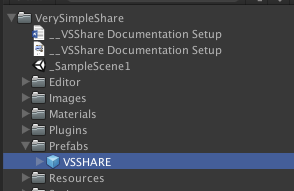 VerySimpleShare
__VSShare Documentation Setup
__VSShare Documentation Setup
_SampleScene1
Editor
Images
Materials
Plugins
Prefabs
VSSHARE
Resources